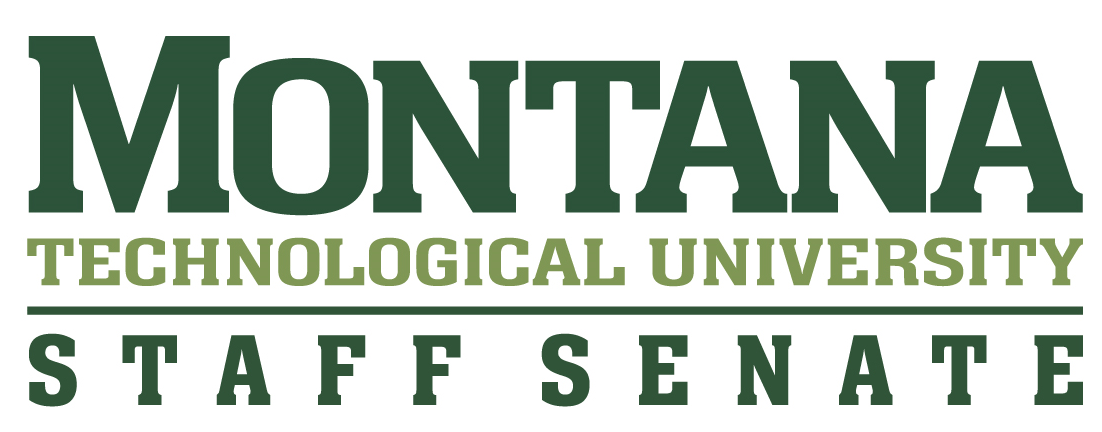 MONTANA
TECHNOLOGICAL UNIVERSITY
STAFF SENATE